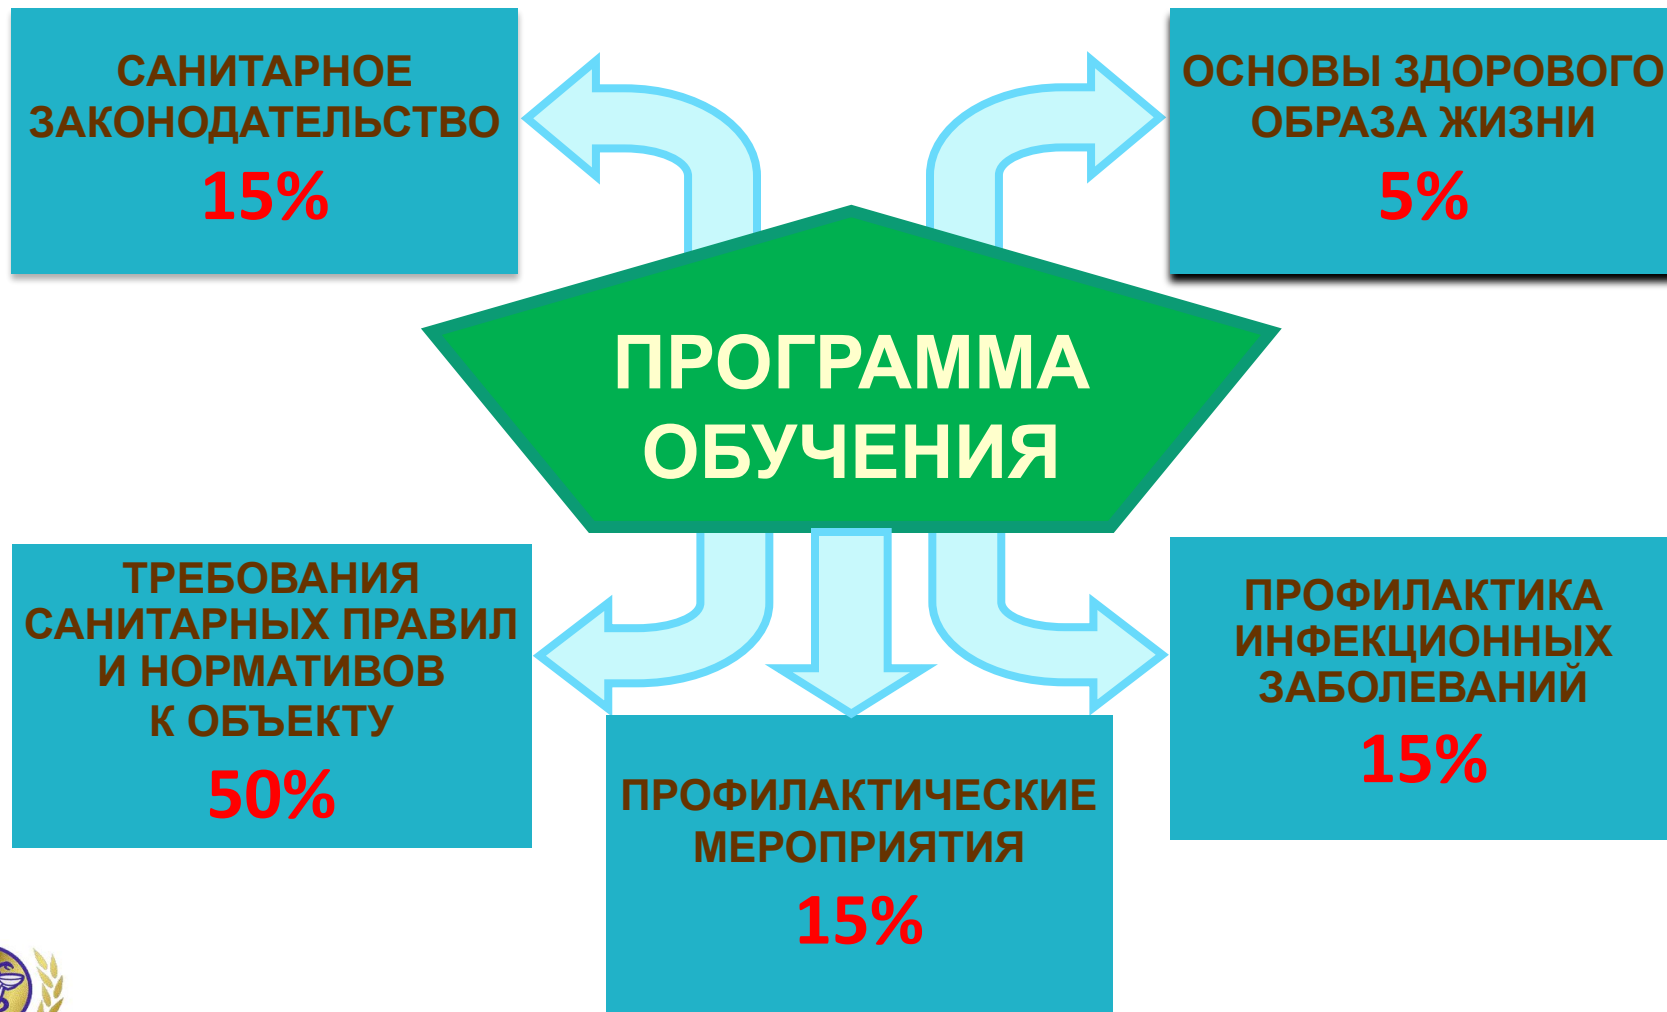 САНИТАРНОЕ
ЗАКОНОДАТЕЛЬСТВО
15%
ОСНОВЫ ЗДОРОВОГО
ОБРАЗА ЖИЗНИ
5%
ПРОГРАММА
ОБУЧЕНИЯ
ТРЕБОВАНИЯ
САНИТАРНЫХ ПРАВИЛ
И НОРМАТИВОВ
К ОБЪЕКТУ
50%
ПРОФИЛАКТИЧЕСКИЕ
МЕРОПРИЯТИЯ
15%
ПРОФИЛАКТИКА
ИНФЕКЦИОННЫХ
ЗАБОЛЕВАНИЙ
15%